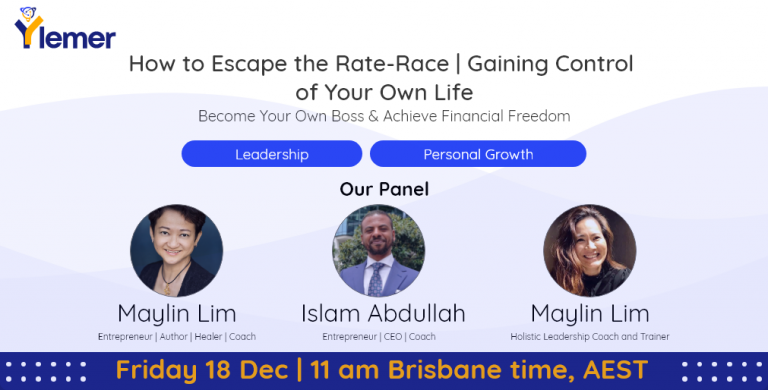 Ylemer
How to Escape the Rate-Race | Gaining Control
of Your Own Life
Become Your Own Boss & Achieve Financial Freedom
Leadership
Personal Growth
Our Panel
Maylin Lim
Entrepreneur | Author | Healer | Coach
Islam Abdullah
Entrepreneur | CEO | Coach
Maylin Lim
Holistic Leadership Coach and Trainer
Friday 18 Dec | 11 am Brisbane time, AEST